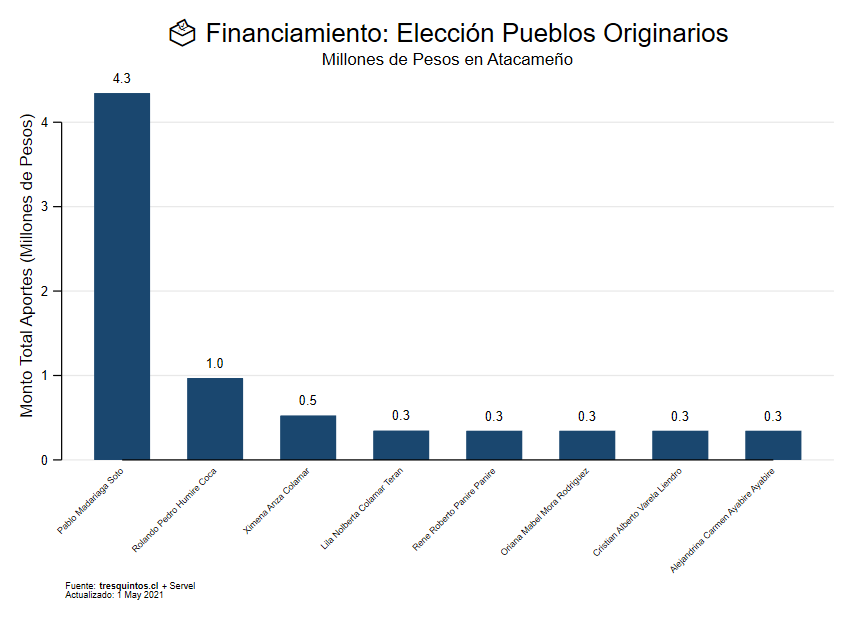 Financiamiento: Elección Pueblos Originarios
Millones de Pesos en Atacameño
Monto Total Aportes (Millones de Pesos)
4
3
2
1
0
4.3
1.0
0.5
0.3
0.3
0.3
0.3
0.3
Pablo Madariaga Soto
Rolando Pedro Humire Coca
Ximena Anza Colamar
Lila Nolberta Colamar Teran
Rene Roberto Panire Panire
Oriana Mabel Mora Rodriguez
Cristian Alberto Varela Liendro
Alejandrina Carmen Ayabire Ayabire
Fuente: tresquintos.cl + Servel
Actualizado: 1 May 2021